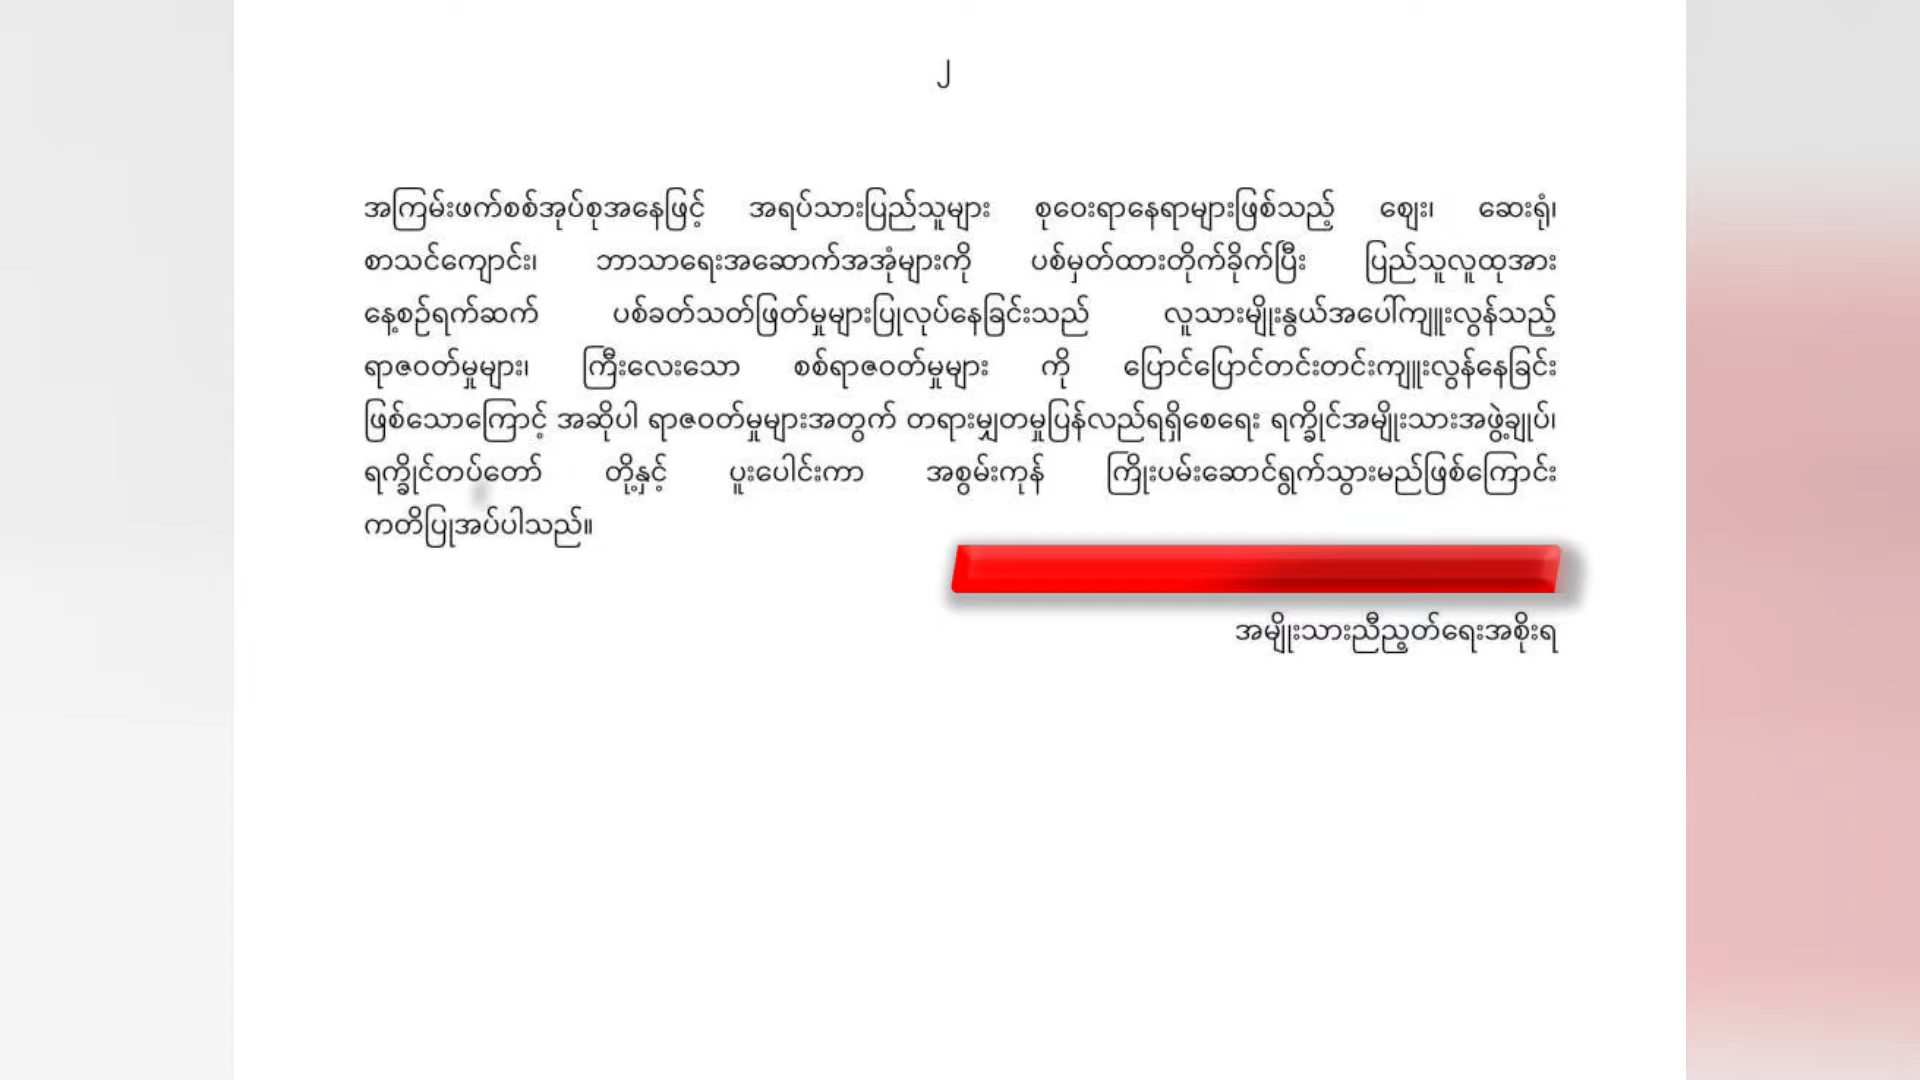 ၂
အကြမ်းဖက်စစ်အုပ်စုအနေဖြင့် အရပ်သားပြည်သူများ စုဝေးရာနေရာများဖြစ်သည့် ဈေး၊ ဆေးရုံ၊
စာသင်ကျောင်း၊ ဘာသာရေးအဆောက်အအုံများကို ပစ်မှတ်ထားတိုက်ခိုက်ပြီး ပြည်သူလူထုအား
နေ့စဉ်ရက်ဆက် ပစ်ခတ်သတ်ဖြတ်မှုများပြုလုပ်နေခြင်းသည် လူသားမျိုးနွယ်အပေါ်ကျူးလွန်သည့်
ရာဇဝတ်မှုများ၊ ကြီးလေးသော စစ်ရာဇဝတ်မှုများ ကို ပြောင်ပြောင်တင်းတင်းကျူးလွန်နေခြင်း
ဖြစ်သောကြောင့် အဆိုပါ ရာဇဝတ်မှုများအတွက် တရားမျှတမှုပြန်လည်ရရှိစေရေး ရက္ခိုင်အမျိုးသားအဖွဲ့ချုပ်၊
ရက္ခိုင်တပ်တော် တို့နှင့် ပူးပေါင်းကာ အစွမ်းကုန် ကြိုးပမ်းဆောင်ရွက်သွားမည်ဖြစ်ကြောင်း
ကတိပြုအပ်ပါသည်။
အမျိုးသားညီညွတ်ရေးအစိုးရ